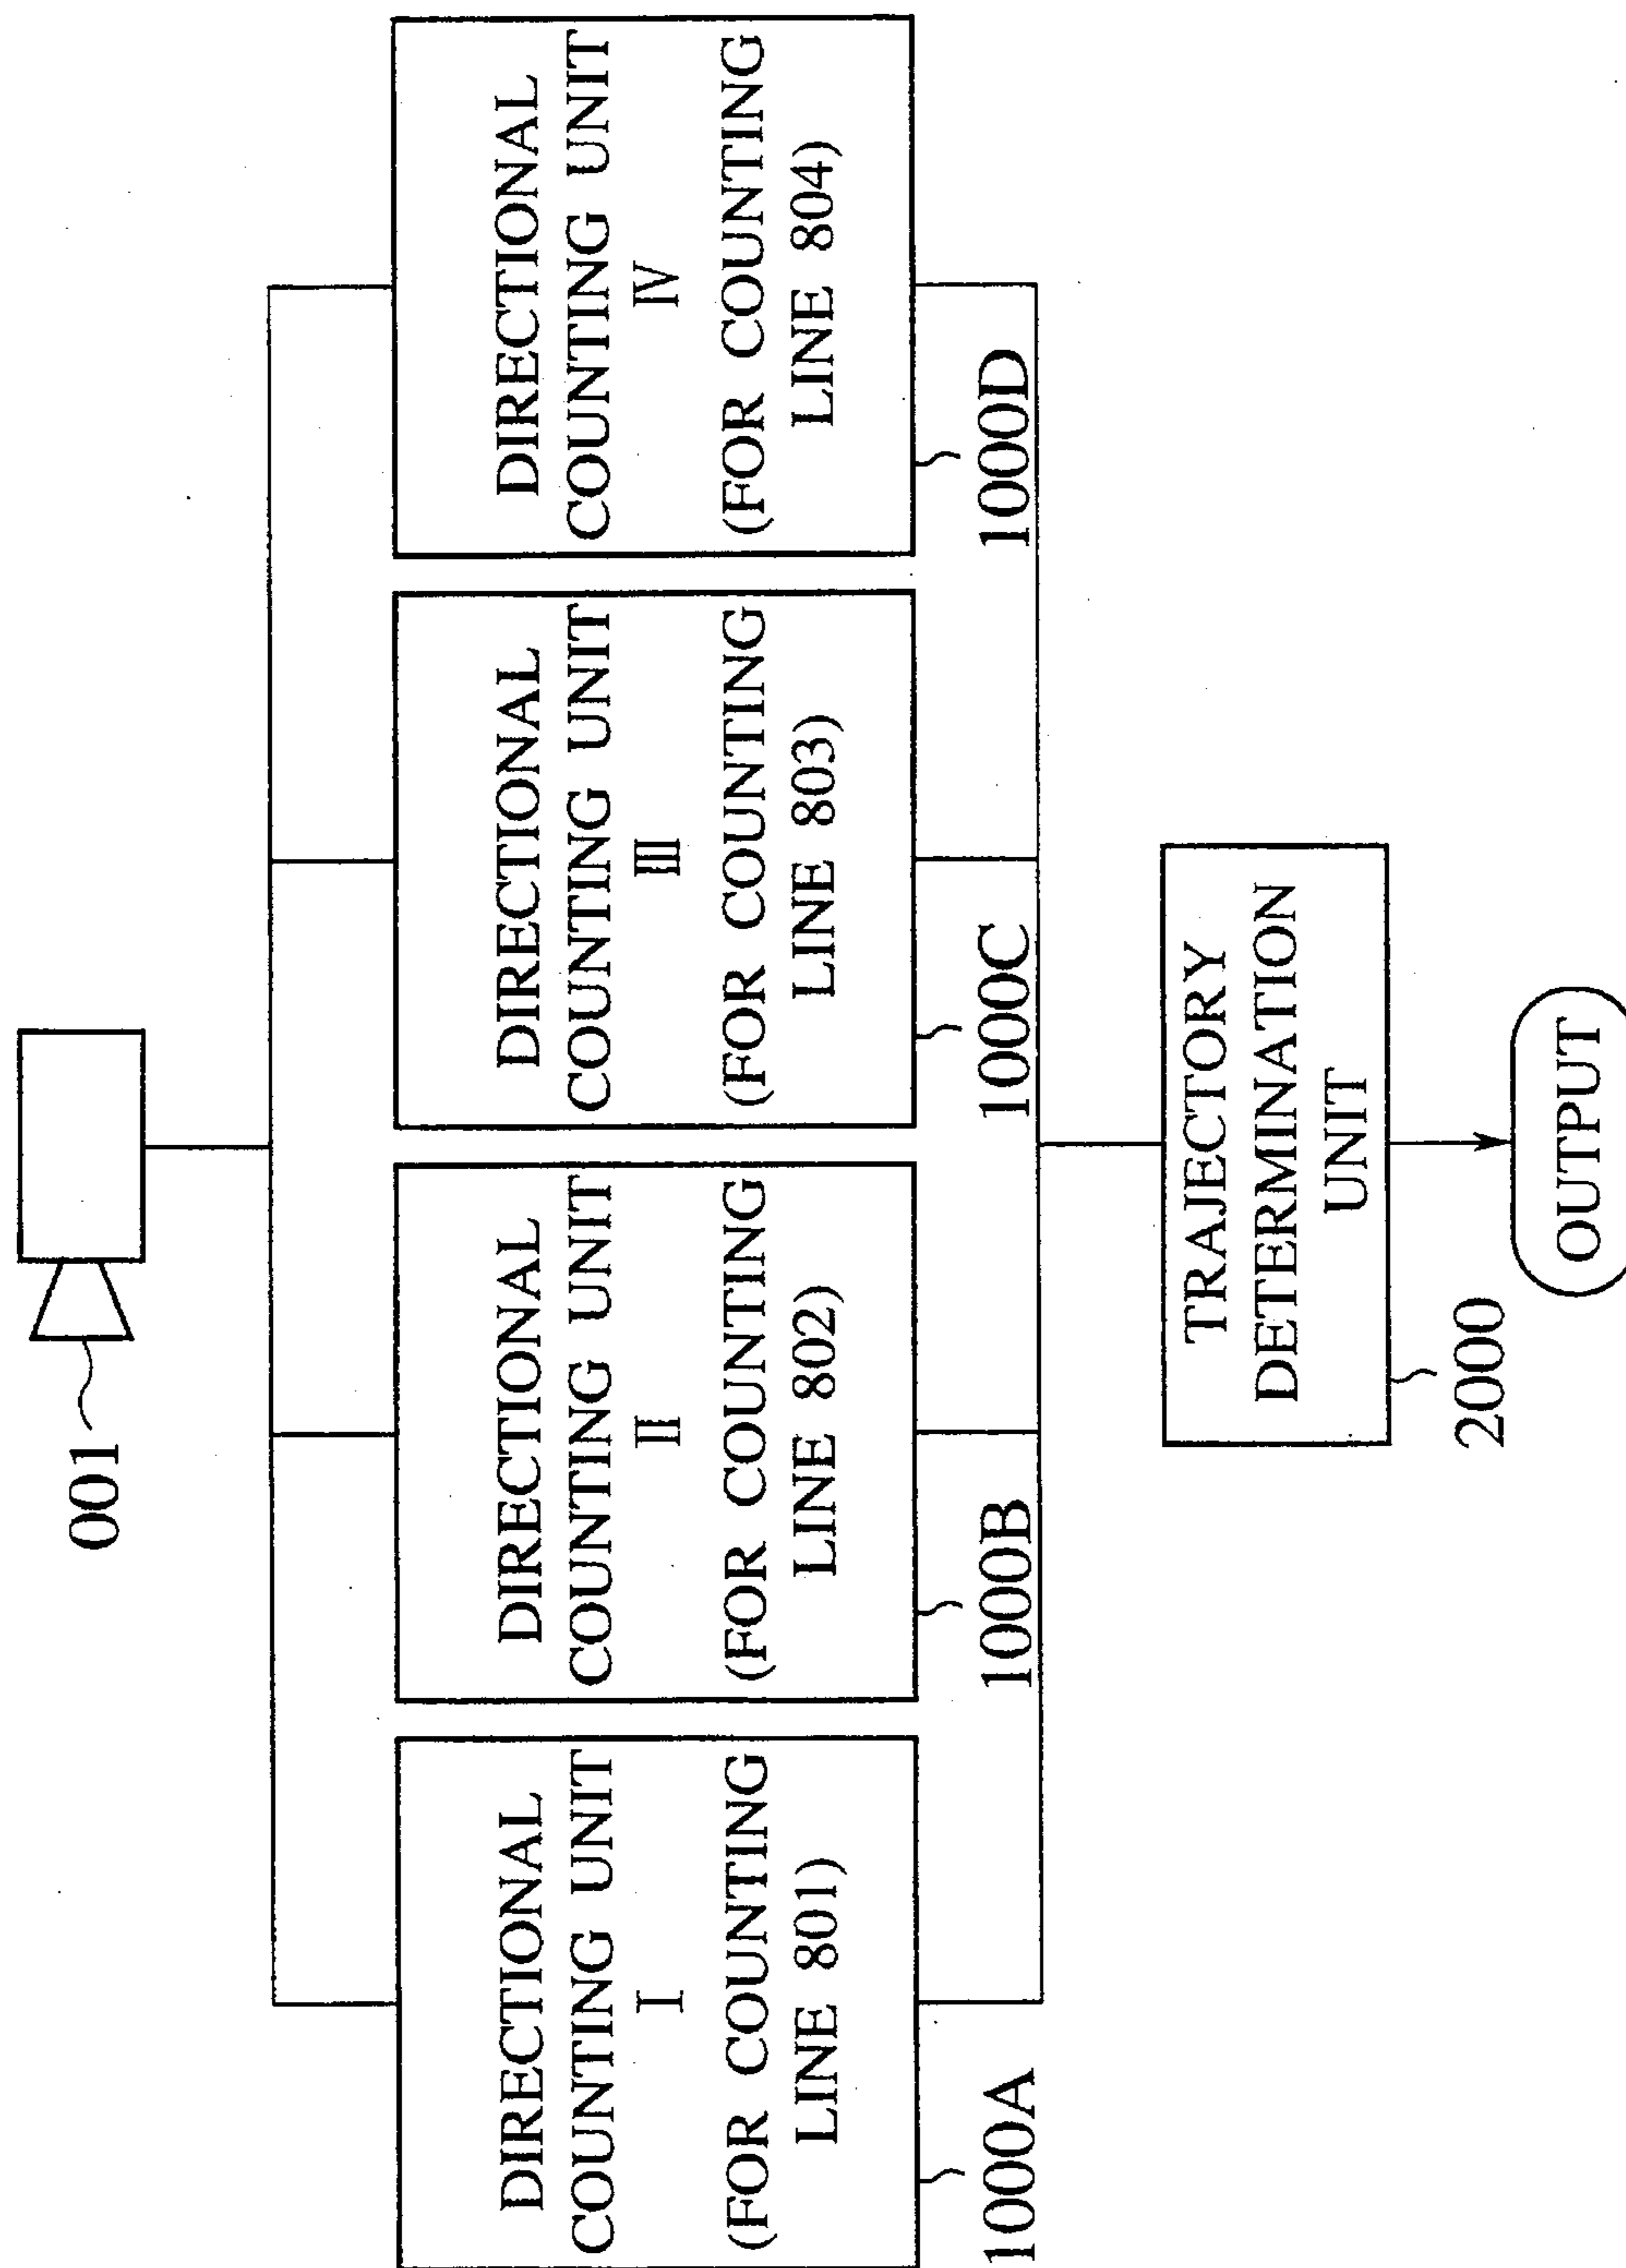 001
DIRECTIONAL
COUNTING UNIT
I
(FOR COUNTING
LINE 801)
1000A
DIRECTIONAL
COUNTING UNIT
II
(FOR COUNTING
LINE 802)
1000B
DIRECTIONAL
COUNTING UNIT
III
(FOR COUNTING
LINE 803)
1000C
DIRECTIONAL
COUNTING UNIT
IV
(FOR COUNTING
LINE 804)
1000D
TRAJECTORY
DETERMINATION
UNIT
2000
OUTPUT